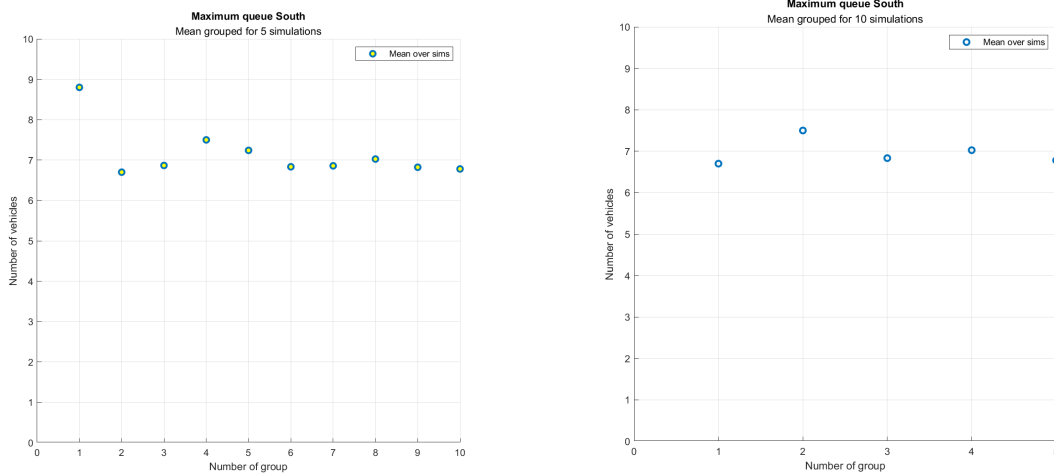 Maximum queue South
Mean grouped for 5 simulations
Mean over sims
10
9
8
7
6
5
4
3
2
1
0
Number of vehicles
0 1 2 3 4 5 6 7 8 9 10
Number of group
Maximum queue South
Mean grouped for 10 simulations
Mean over sims
10
9
8
7
6
5
4
3
2
1
0
Number of vehicles
0 1 2 3 4
Number of group